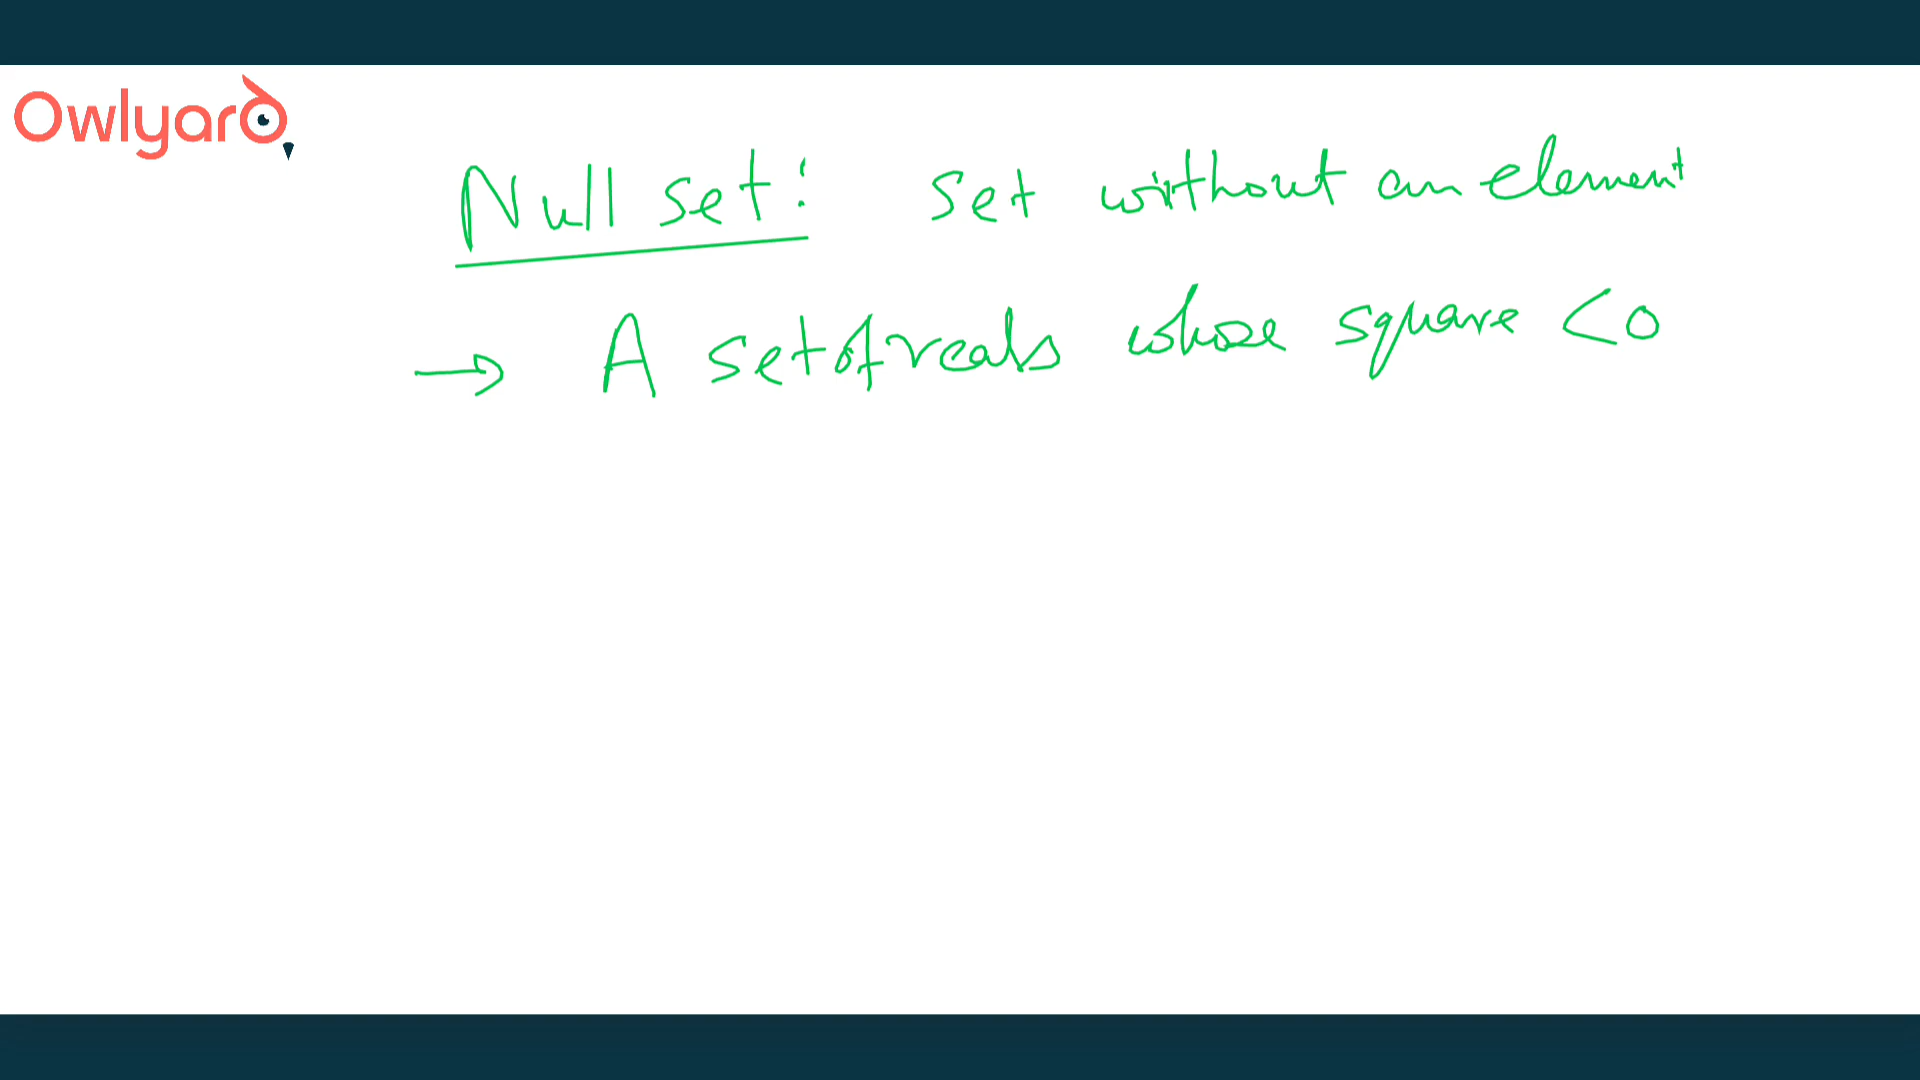 Owlyard
Null set: Set without an element
→ A set of reals whose square < 0